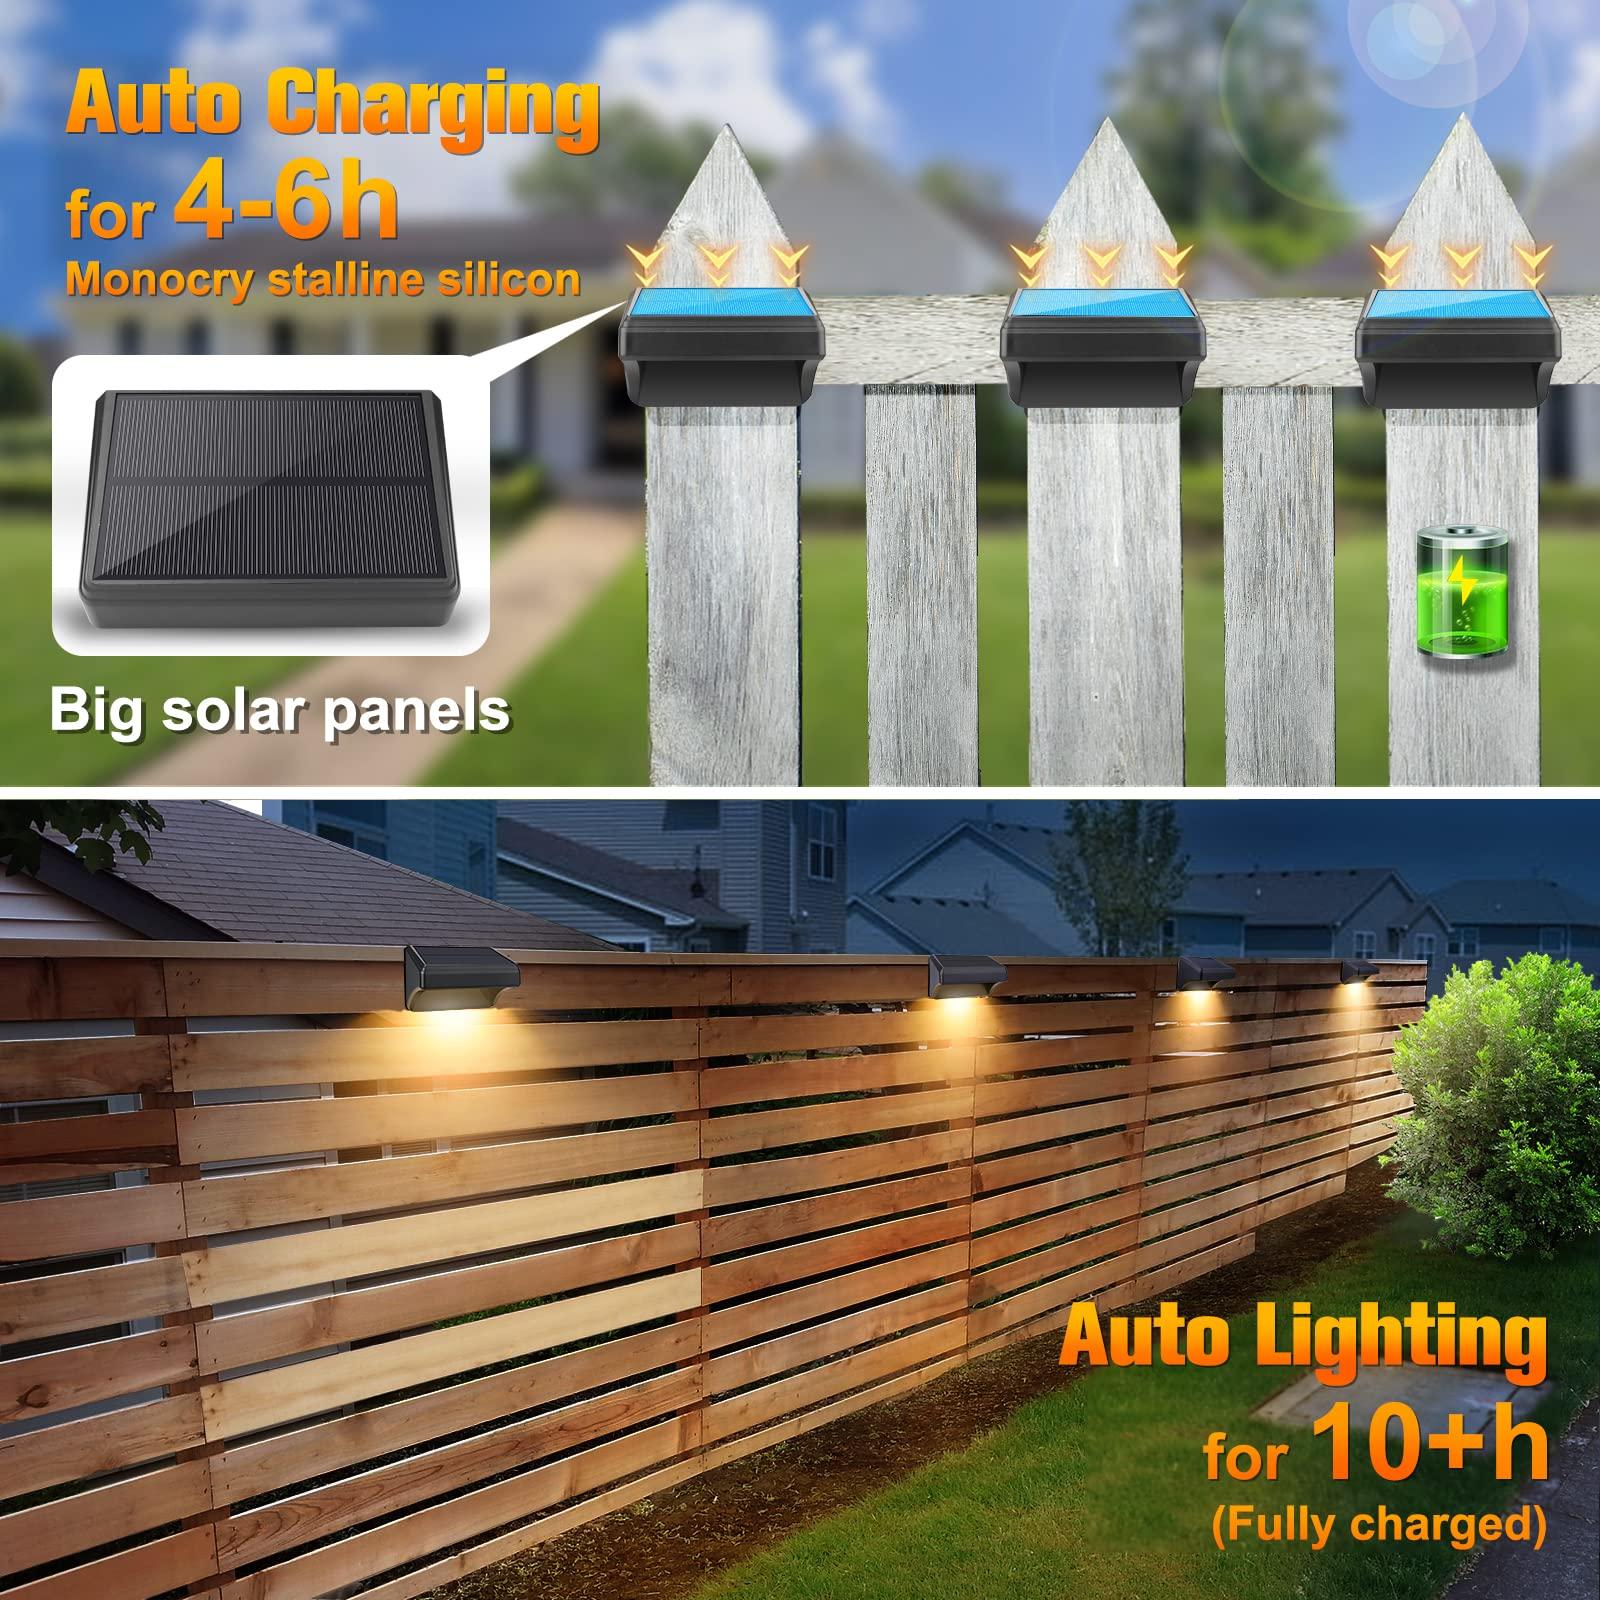 Auto Charging
for 4-6h
Monocry stalline silicon
Big solar panels
Auto Lighting
for 10+h
(Fully charged)